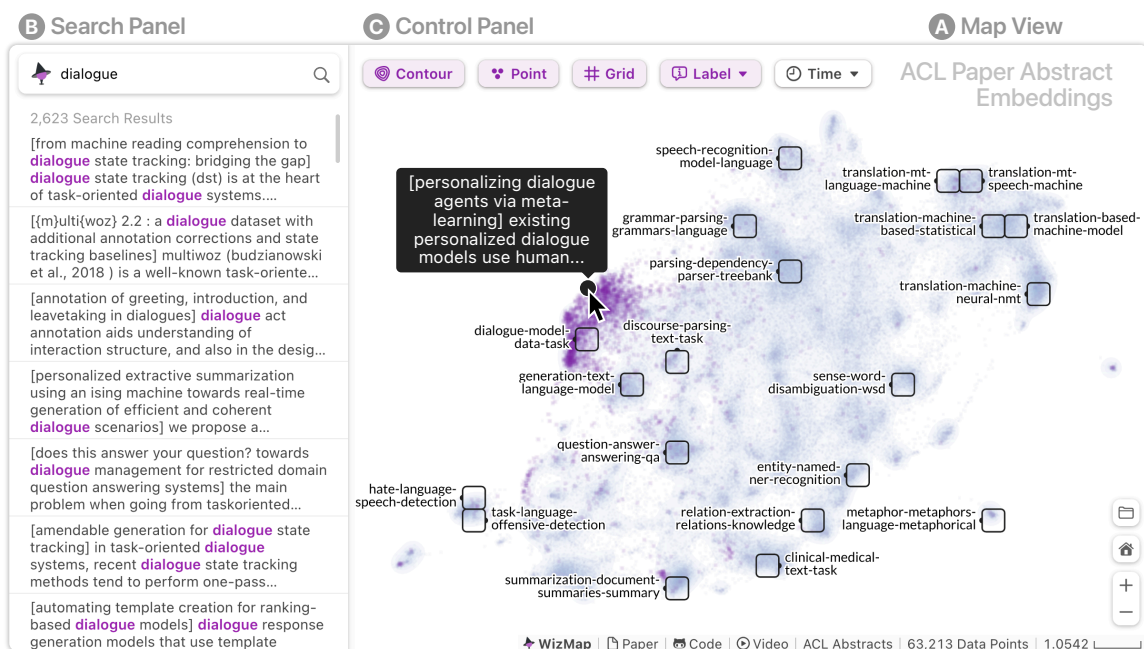 B Search Panel
C Control Panel
A Map View
dialogue
Contour
Point
Grid
Label
Time
ACL Paper Abstract
Embeddings
2,623 Search Results
[from machine reading comprehension to
dialogue state tracking: bridging the gap]
dialogue state tracking (dst) is at the heart
of task-oriented dialogue systems....
[{m}ulti{woz} 2.2 : a dialogue dataset with
additional annotation corrections and state
tracking baselines] multiwoz (budzianowski
et al., 2018 ) is a well-known task-oriente...
[annotation of greeting, introduction, and
leavetaking in dialogues] dialogue act
annotation aids understanding of
interaction structure, and also in the desig...
[personalized extractive summarization
using an ising machine towards real-time
generation of efficient and coherent
dialogue scenarios] we propose a...
[does this answer your question? towards
dialogue management for restricted domain
question answering systems] the main
problem when going from taskoriented...
[amendable generation for dialogue state
tracking] in task-oriented dialogue
systems, recent dialogue state tracking
methods tend to perform one-pass...
[automating template creation for ranking-
based dialogue models] dialogue response
generation models that use template
[personalizing dialogue
agents via meta-
learning] existing
personalized dialogue
models use human...
speech-recognition-
model-language
translation-mt-
language-machine
translation-mt-
speech-machine
grammar-parsing-
grammars-language
translation-machine-
based-statistical
translation-based-
machine-model
parsing-dependency-
parser-treebank
translation-machine-
neural-nmt
dialogue-model-
data-task
discourse-parsing-
text-task
generation-text-
language-model
sense-word-
disambiguation-wsd
question-answer-
answering-qa
entity-named-
ner-recognition
hate-language-
speech-detection
task-language-
offensive-detection
relation-extraction-
relations-knowledge
metaphor-metaphors-
language-metaphorical
clinical-medical-
text-task
summarization-document-
summaries-summary
WizMap
Paper
Code
Video
ACL Abstracts
63,213 Data Points
1.0542